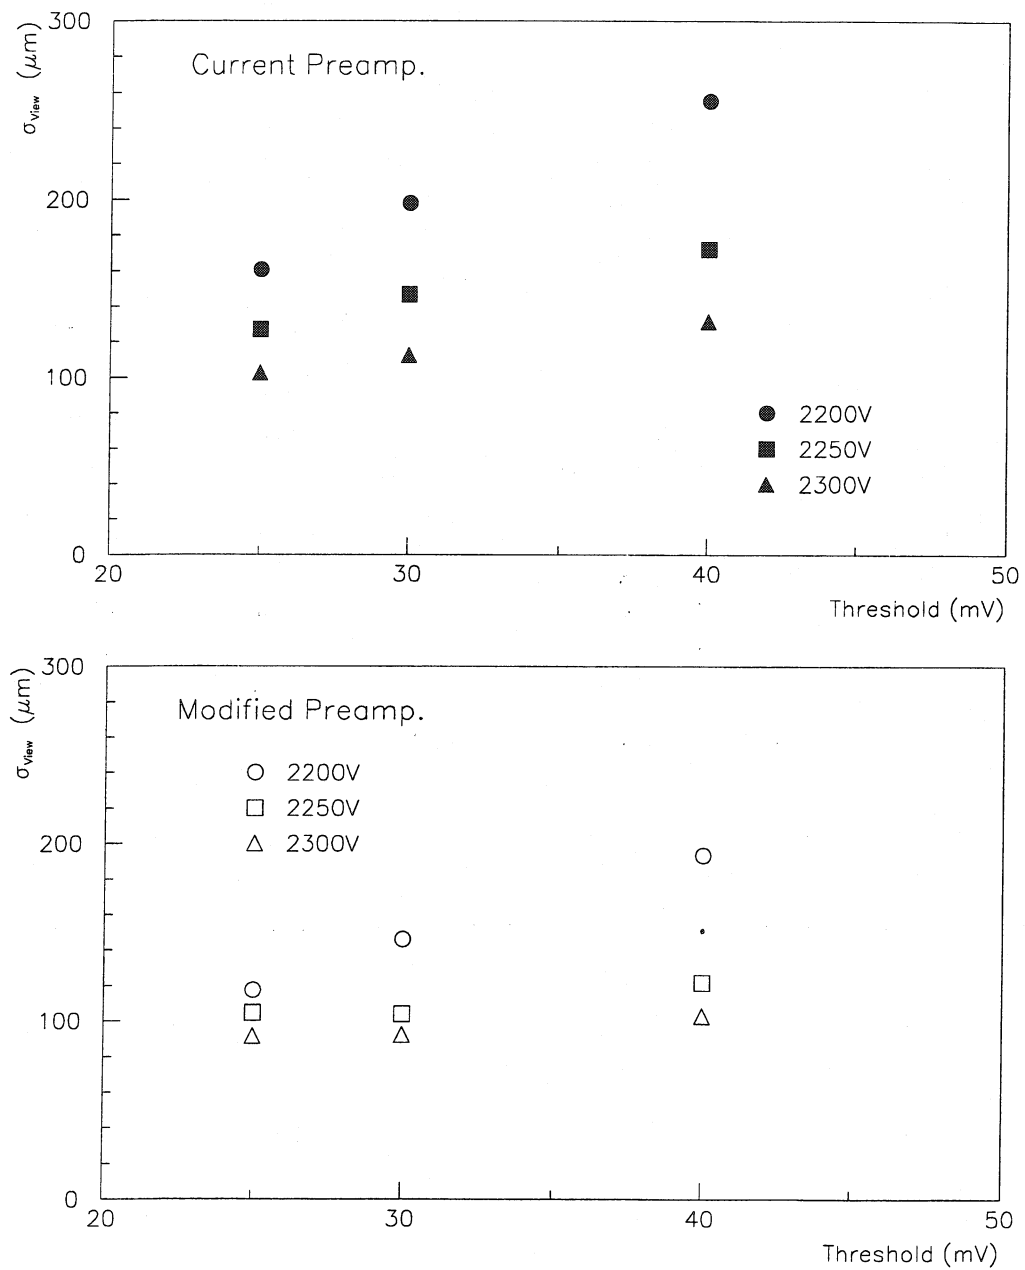 300
σView (μm)
Current Preamp.
200
100
2200V
2250V
2300V
0
20 30 40 50
Threshold (mV)
300
σView (μm)
Modified Preamp.
2200V
2250V
2300V
200
100
0
20 30 40 50
Threshold (mV)